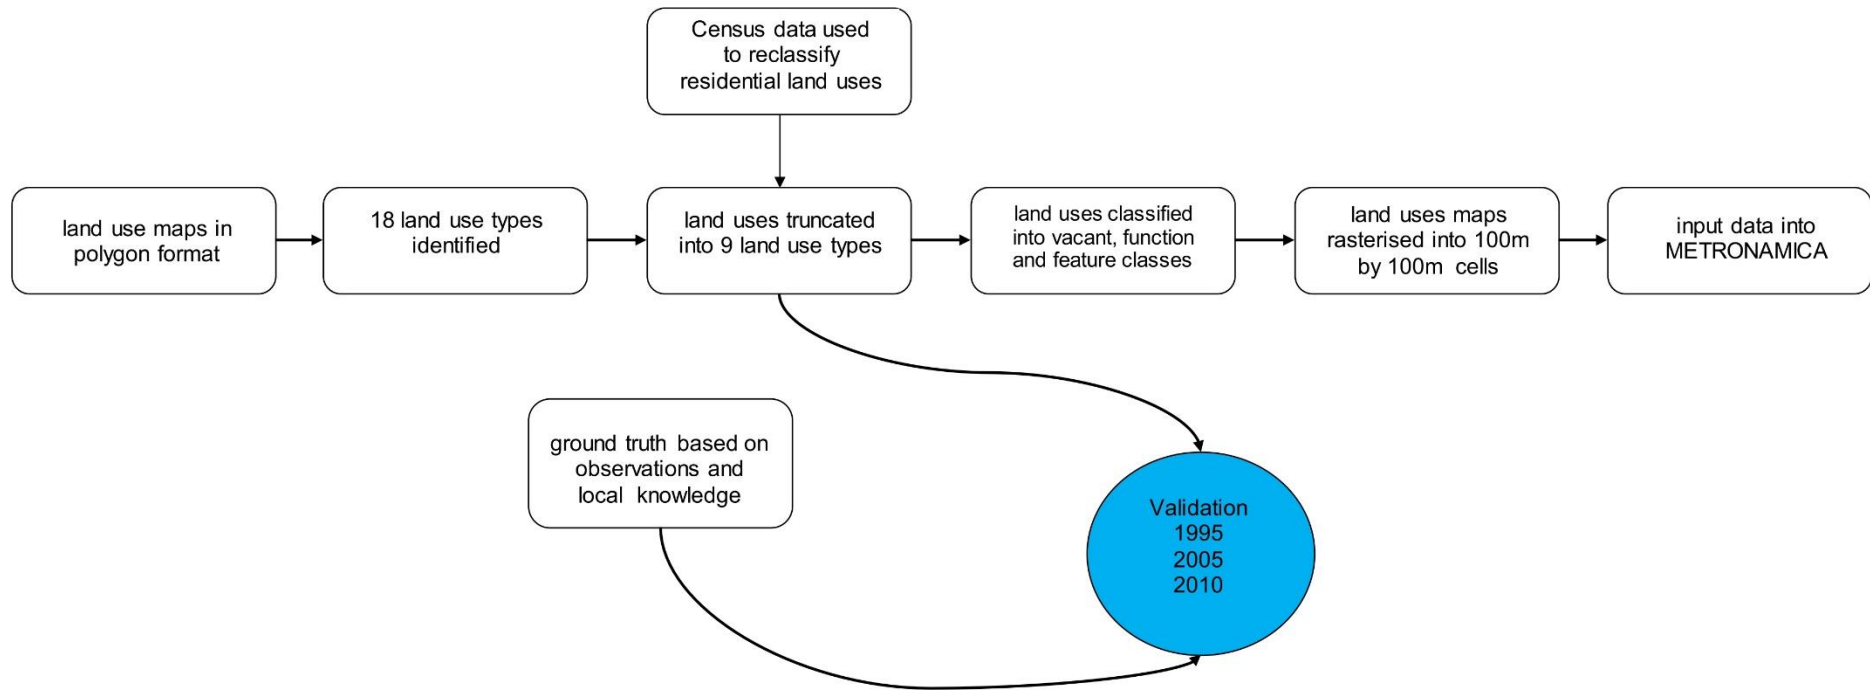 Census data used
to reclassify
residential land uses
land use maps in
polygon format
18 land use types
identified
land uses truncated
into 9 land use types
land uses classified
into vacant, function
and feature classes
land uses maps
rasterised into 100m
by 100m cells
input data into
METRONAMICA
ground truth based on
observations and
local knowledge
Validation
1995
2005
2010